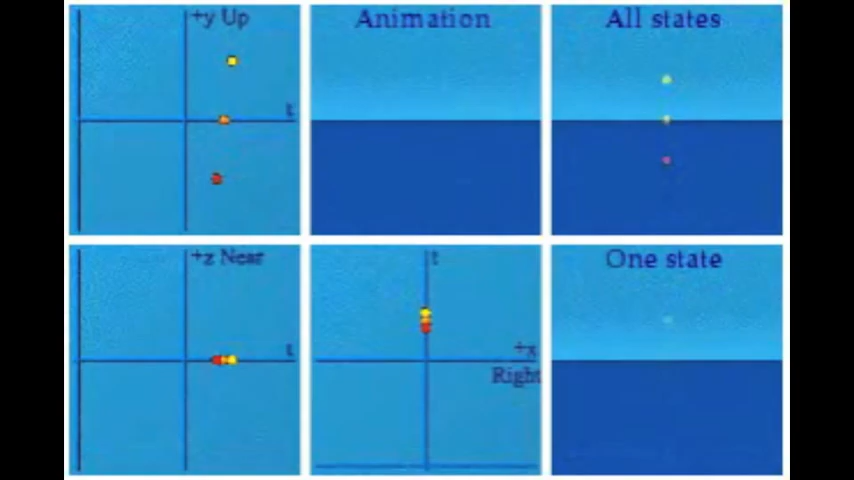 +y Up
t
Animation
All states
+z Near
t
t
+x
Right
One state